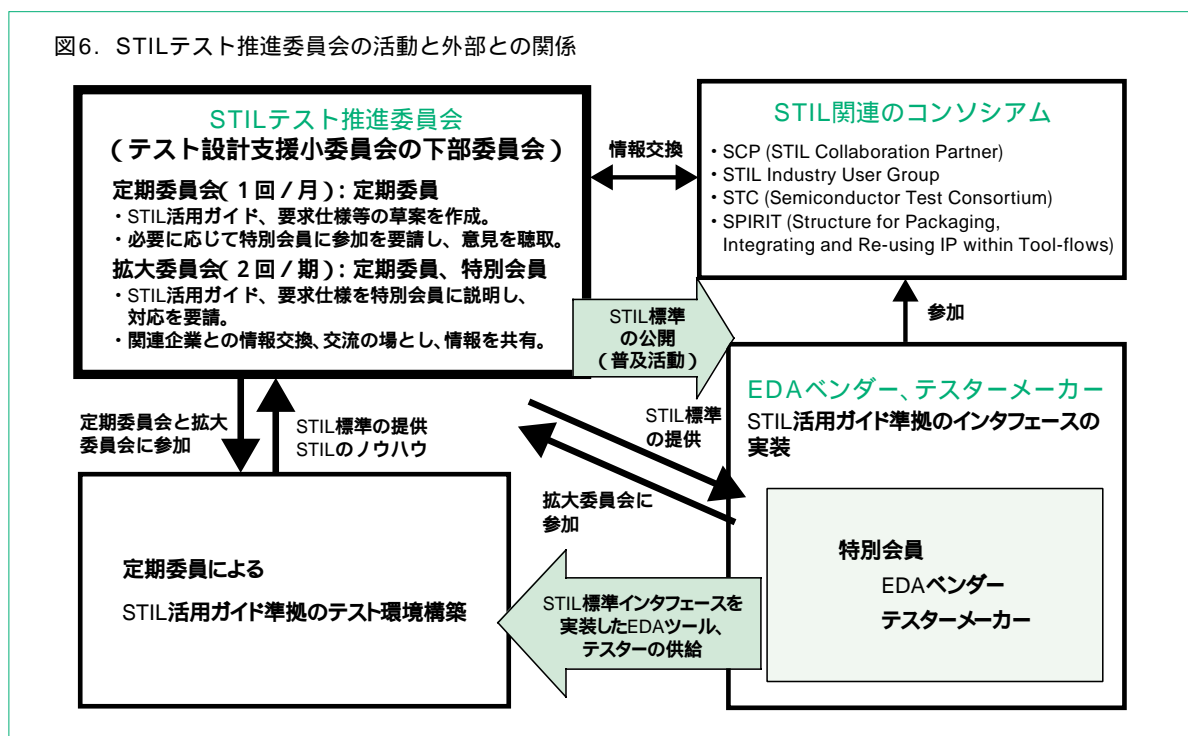 図6. STILテスト推進委員会の活動と外部との関係
STILテスト推進委員会
(テスト設計支援小委員会の下部委員会)
定期委員会(1回/月):定期委員
・STIL活用ガイド、要求仕様等の草案を作成。
・必要に応じて特別会員に参加を要請し、意見を聴取。
拡大委員会(2回/期):定期委員、特別会員
・STIL活用ガイド、要求仕様を特別会員に説明し、
対応を要請。
・関連企業との情報交換、交流の場とし、情報を共有。
情報交換
STIL関連のコンソシアム
・SCP (STIL Collaboration Partner)
・STIL Industry User Group
・STC (Semiconductor Test Consortium)
・SPIRIT (Structure for Packaging,
Integrating and Re-using IP within Tool-flows)
STIL標準
の公開
(普及活動)
参加
EDAベンダー、テスターメーカー
STIL活用ガイド準拠のインタフェースの
実装
特別会員
EDAベンダー
テスターメーカー
定期委員会と拡大
委員会に参加
STIL標準の提供
STILのノウハウ
STIL標準
の提供
拡大委員会に
参加
定期委員による
STIL活用ガイド準拠のテスト環境構築
STIL標準インタフェースを
実装したEDAツール、
テスターの供給